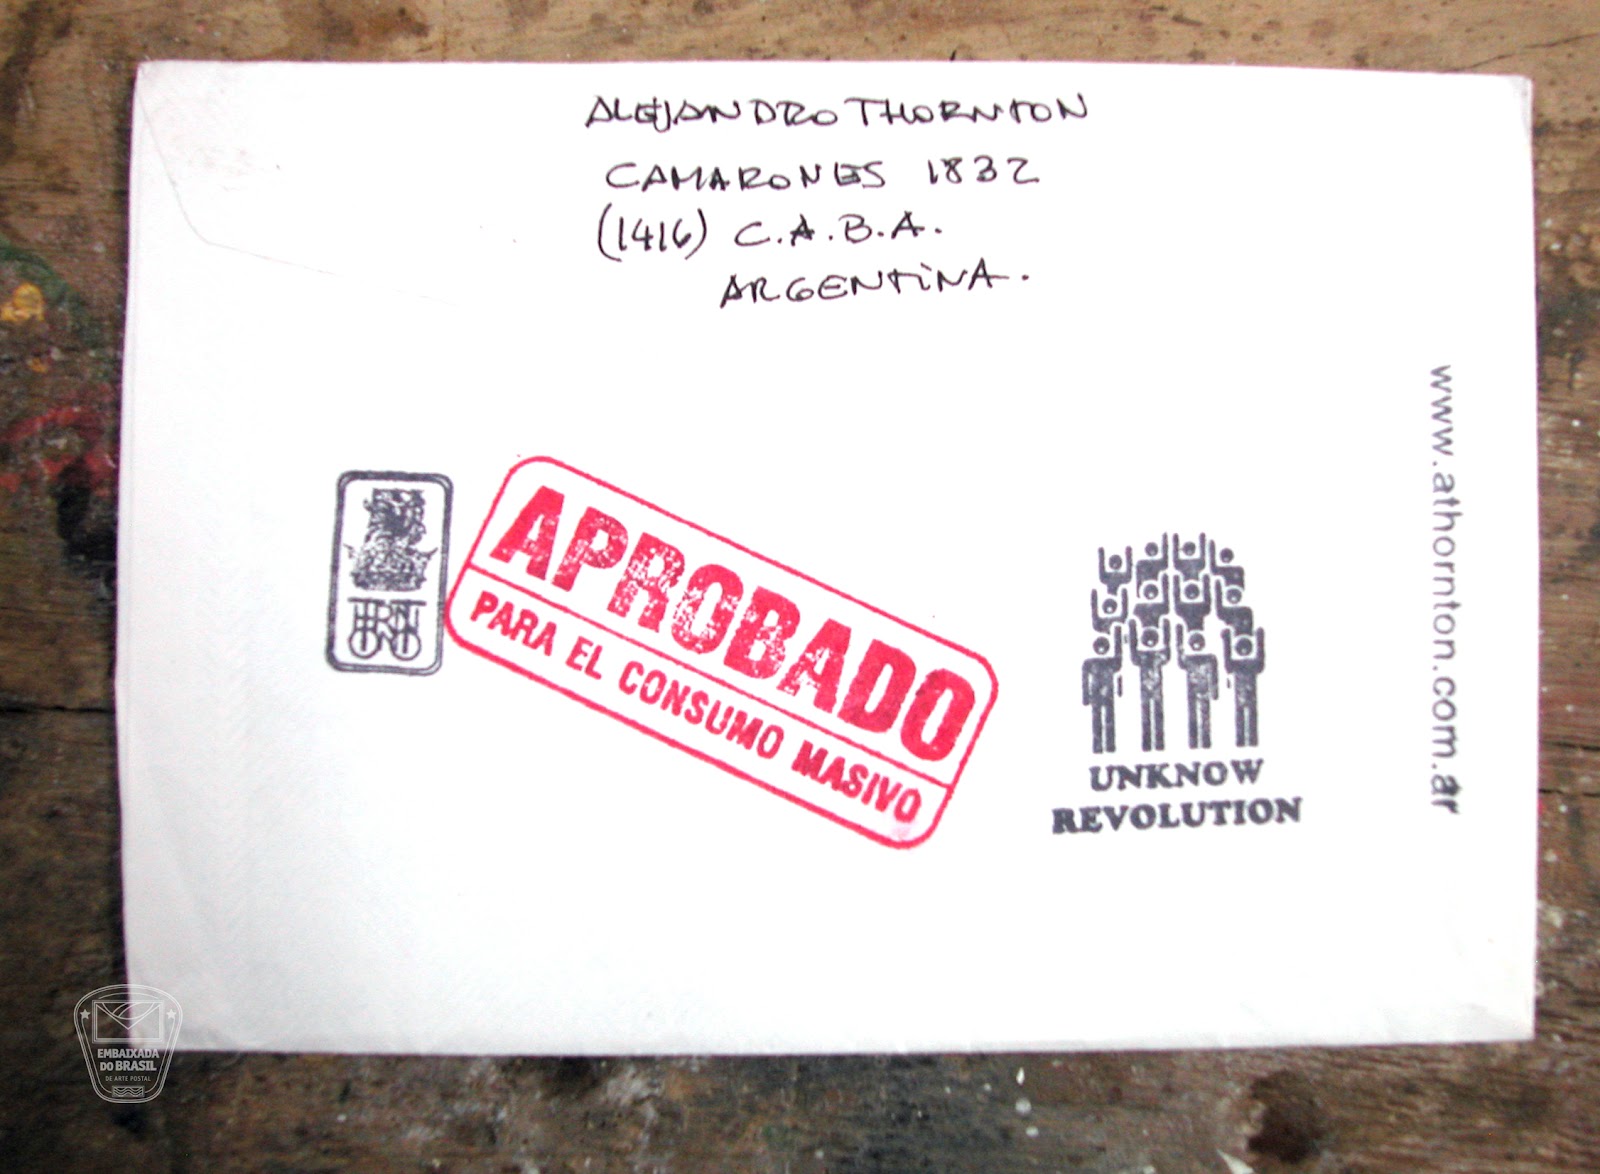 ALEJANDRO THORNTON
CAMARONES 1832
(1416) C.A.B.A.
ARGENTINA.
APROBADO
PARA EL CONSUMO MASIVO
UNKNOW
REVOLUTION
www.athornton.com.ar
EMBAIXADA
DO BRASIL
DE ARTE POSTAL